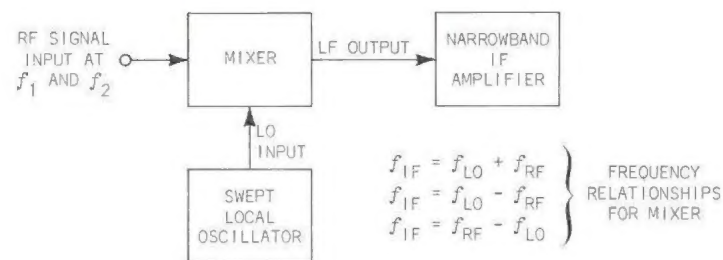 RF SIGNAL
INPUT AT
f1 AND f2
MIXER
LF OUTPUT
NARROWBAND
IF
AMPLIFIER
LO
INPUT
SWEPT
LOCAL
OSCILLATOR
fIF = fLO + fRF
fIF = fLO - fRF
fIF = fRF - fLO
FREQUENCY
RELATIONSHIPS
FOR MIXER